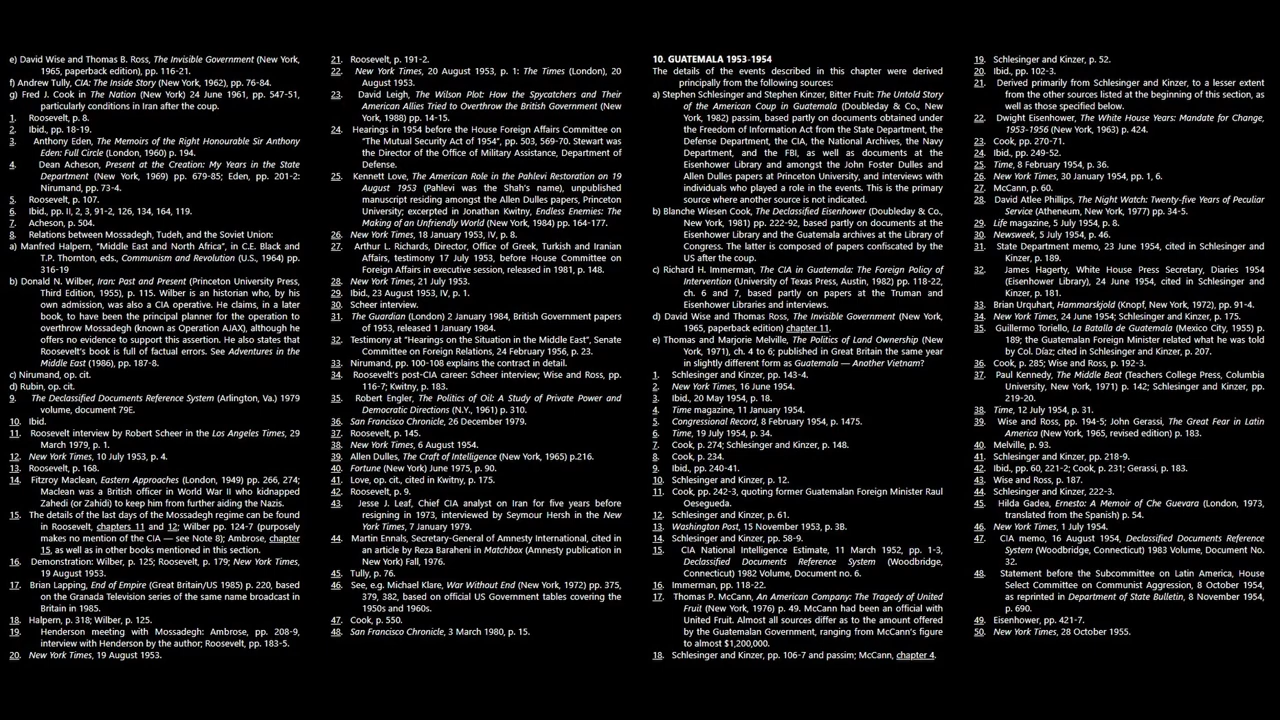 e) David Wise and Thomas B. Ross, The Invisible Government (New York,
1965, paperback edition), pp. 116-21.
f) Andrew Tully, CIA: The Inside Story (New York, 1962), pp. 76-84.
g) Fred J. Cook in The Nation (New York) 24 June 1961, pp. 547-51,
particularly conditions in Iran after the coup.
1. Roosevelt, p. 8.
2. Ibid., pp. 18-19.
3. Anthony Eden, The Memoirs of the Right Honourable Sir Anthony
Eden: Full Circle (London, 1960) p. 194.
4. Dean Acheson, Present at the Creation: My Years in the State
Department (New York, 1969) pp. 679-85; Eden, pp. 201-2:
Nirumand, pp. 73-4.
5. Roosevelt, p. 107.
6. Ibid., pp. II, 2, 3, 91-2, 126, 134, 164, 119.
7. Acheson, p. 504.
8. Relations between Mossadegh, Tudeh, and the Soviet Union:
a) Manfred Halpern, "Middle East and North Africa", in C.E. Black and
T.P. Thornton, eds., Communism and Revolution (U.S., 1964) pp.
316-19
b) Donald N. Wilber, Iran: Past and Present (Princeton University Press,
Third Edition, 1955), p. 115. Wilber is an historian who, by his
own admission, was also a CIA operative. He claims, in a later
book, to have been the principal planner for the operation to
overthrow Mossadegh (known as Operation AJAX), although he
offers no evidence to support this assertion. He also states that
Roosevelt's book is full of factual errors. See Adventures in the
Middle East (1986) pp. 187-8.
c) Nirumand, op. cit.
d) Rubin, op. cit.
9. The Declassified Documents Reference System (Arlington, Va.) 1979
volume, document 79E.
10. Ibid.
11. Roosevelt interview by Robert Scheer in the Los Angeles Times, 29
March 1979, p. 1.
12. New York Times, 10 July 1953, p. 4.
13. Roosevelt, p. 168.
14. Fitzroy Maclean, Eastern Approaches (London, 1949) pp. 266, 274;
Maclean was a British officer in World War II who kidnapped
Zahedi (or Zahidi) to keep him from further aiding the Nazis.
15. The details of the last days of the Mossadegh regime can be found
in Roosevelt, chapters 11 and 12; Wilber pp. 124-7 (purposely
makes no mention of the CIA — see Note 8); Ambrose, chapter
15, as well as in other books mentioned in this section.
16. Demonstration: Wilber, p. 125; Roosevelt, p. 179; New York Times,
19 August 1953.
17. Brian Lapping, End of Empire (Great Britain/US 1985) p. 220, based
on the Granada Television series of the same name broadcast in
Britain in 1985.
18. Halpern, p. 318; Wilber, p. 125.
19. Henderson meeting with Mossadegh: Ambrose, pp. 208-9,
interview with Henderson by the author; Roosevelt, pp. 183-5.
20. New York Times, 19 August 1953.
21. Roosevelt, p. 191-2.
22. New York Times, 20 August 1953, p. 1: The Times (London), 20
August 1953.
23. David Leigh, The Wilson Plot: How the Spycatchers and Their
American Allies Tried to Overthrow the British Government (New
York, 1988) pp. 14-15.
24. Hearings in 1954 before the House Foreign Affairs Committee on
"The Mutual Security Act of 1954", pp. 503, 569-70. Stewart was
the Director of the Office of Military Assistance, Department of
Defense.
25. Kennett Love, The American Role in the Pahlevi Restoration on 19
August 1953 (Pahlevi was the Shah's name), unpublished
manuscript residing amongst the Allen Dulles papers, Princeton
University; excerpted in Jonathan Kwitny, Endless Enemies: The
Making of an Unfriendly World (New York, 1984) pp. 164-177.
26. New York Times, 18 January 1953, IV, p. 8.
27. Arthur L. Richards, Director, Office of Greek, Turkish and Iranian
Affairs, testimony 17 July 1953, before House Committee on
Foreign Affairs in executive session, released in 1981, p. 148.
28. New York Times, 21 July 1953.
29. Ibid., 23 August 1953, IV, p. 1.
30. Scheer interview.
31. The Guardian (London) 2 January 1984, British Government papers
of 1953, released 1 January 1984.
32. Testimony at "Hearings on the Situation in the Middle East", Senate
Committee on Foreign Relations, 24 February 1956, p. 23.
33. Nirumand, pp. 100-108 explains the contract in detail.
34. Roosevelt's post-CIA career: Scheer interview; Wise and Ross, pp.
116-7; Kwitny, p. 183.
35. Robert Engler, The Politics of Oil: A Study of Private Power and
Democratic Directions (N.Y., 1961) p. 310.
36. San Francisco Chronicle, 26 December 1979.
37. Roosevelt, p. 145.
38. New York Times, 6 August 1954.
39. Allen Dulles, The Craft of Intelligence (New York, 1965) p.216.
40. Fortune (New York) June 1975, p. 90.
41. Love, op. cit., cited in Kwitny, p. 175.
42. Roosevelt, p. 9.
43. Jesse J. Leaf, Chief CIA analyst on Iran for five years before
resigning in 1973, interviewed by Seymour Hersh in the New
York Times, 7 January 1979.
44. Martin Ennals, Secretary-General of Amnesty International, cited in
an article by Reza Baraheni in Matchbox (Amnesty publication in
New York) Fall, 1976.
45. Tully, p. 76.
46. See, e.g. Michael Klare, War Without End (New York, 1972) pp. 375,
379, 382, based on official US Government tables covering the
1950s and 1960s.
47. Cook, p. 550.
48. San Francisco Chronicle, 3 March 1980, p. 15.
10. GUATEMALA 1953-1954
The details of the events described in this chapter were derived
principally from the following sources:
a) Stephen Schlesinger and Stephen Kinzer, Bitter Fruit: The Untold Story
of the American Coup in Guatemala (Doubleday & Co., New
York, 1982) passim, based partly on documents obtained under
the Freedom of Information Act from the State Department, the
Defense Department, the CIA, the National Archives, the Navy
Department, and the FBI, as well as documents at the
Eisenhower Library and amongst the John Foster Dulles and
Allen Dulles papers at Princeton University, and interviews with
individuals who played a role in the events. This is the primary
source where another source is not indicated.
b) Blanche Wiesen Cook, The Declassified Eisenhower (Doubleday & Co.,
New York, 1981) pp. 222-92, based partly on documents at the
Eisenhower Library and the Guatemala archives at the Library of
Congress. The latter is composed of papers confiscated by the
US after the coup.
c) Richard H. Immerman, The CIA in Guatemala: The Foreign Policy of
Intervention (University of Texas Press, Austin, 1982) pp. 118-22,
ch. 6 and 7, based partly on papers at the Truman and
Eisenhower Libraries and interviews.
d) David Wise and Thomas Ross, The Invisible Government (New York,
1965, paperback edition) chapter 11.
e) Thomas and Marjorie Melville, The Politics of Land Ownership (New
York, 1971), ch. 4 to 6; published in Great Britain the same year
in slightly different form as Guatemala — Another Vietnam?
1. Schlesinger and Kinzer, pp. 143-4.
2. New York Times, 16 June 1954.
3. Ibid., 20 May 1954, p. 18.
4. Time magazine, 11 January 1954.
5. Congressional Record, 8 February 1954, p. 1475.
6. Time, 19 July 1954, p. 34.
7. Cook, p. 274; Schlesinger and Kinzer, p. 148.
8. Cook, p. 234.
9. Ibid., pp. 240-41.
10. Schlesinger and Kinzer, p. 12.
11. Cook, pp. 242-3, quoting former Guatemalan Foreign Minister Raul
Oesegueda.
12. Schlesinger and Kinzer, p. 61.
13. Washington Post, 15 November 1953, p. 3B.
14. Schlesinger and Kinzer, pp. 58-9.
15. CIA National Intelligence Estimate, 11 March 1952, pp. 1-3,
Declassified Documents Reference System (Woodbridge,
Connecticut) 1982 Volume, Document no. 6.
16. Immerman, pp. 118-22.
17. Thomas P. McCann, An American Company: The Tragedy of United
Fruit (New York, 1976) p. 49. McCann had been an official with
United Fruit. Almost all sources differ as to the amount offered
by the Guatemalan Government, ranging from McCann's figure
to almost $1,200,000.
18. Schlesinger and Kinzer, pp. 106-7 and passim; McCann, chapter 4.
19. Schlesinger and Kinzer, p. 52.
20. Ibid., pp. 102-3.
21. Derived primarily from Schlesinger and Kinzer, to a lesser extent
from the other sources listed at the beginning of this section, as
well as those specified below.
22. Dwight Eisenhower, The White House Years: Mandate for Change,
1953-1956 (New York, 1963) p. 424.
23. Cook, pp. 270-71.
24. Ibid., pp. 249-52.
25. Time, 8 February 1954, p. 36.
26. New York Times, 30 January 1954, pp. 1, 6.
27. McCann, p. 60.
28. David Atlee Phillips, The Night Watch: Twenty-five Years of Peculiar
Service (Atheneum, New York, 1977) pp. 34-5.
29. Life magazine, 5 July 1954, p. 8.
30. Newsweek, 5 July 1954, p. 46.
31. State Department memo, 23 June 1954, cited in Schlesinger and
Kinzer, p. 189.
32. James Hagerty, White House Press Secretary, Diaries 1954
(Eisenhower Library), 24 June 1954, cited in Schlesinger and
Kinzer, p. 181.
33. Brian Urquhart, Hammarskjold (Knopf, New York, 1972), pp. 91-4.
34. New York Times, 24 June 1954; Schlesinger and Kinzer, p. 175.
35. Guillermo Toriello, La Batalla de Guatemala (Mexico City, 1955) p.
189; the Guatemalan Foreign Minister related what he was told
by Col. Díaz; cited in Schlesinger and Kinzer, p. 207.
36. Cook, p. 285; Wise and Ross, p. 192-3.
37. Paul Kennedy, The Middle Beat (Teachers College Press, Columbia
University, New York, 1971) p. 142; Schlesinger and Kinzer, pp.
219-20.
38. Time, 12 July 1954, p. 31.
39. Wise and Ross, pp. 194-5; John Gerassi, The Great Fear in Latin
America (New York, 1965, revised edition) p. 183.
40. Melville, p. 93.
41. Schlesinger and Kinzer, pp. 218-9.
42. Ibid., pp. 60, 221-2; Cook, p. 231; Gerassi, p. 183.
43. Wise and Ross, p. 187.
44. Schlesinger and Kinzer, 222-3.
45. Hilda Gadea, Ernesto: A Memoir of Che Guevara (London, 1973,
translated from the Spanish) p. 54.
46. New York Times, 1 July 1954.
47. CIA memo, 16 August 1954, Declassified Documents Reference
System (Woodbridge, Connecticut) 1983 Volume, Document No.
32.
48. Statement before the Subcommittee on Latin America, House
Select Committee on Communist Aggression, 8 October 1954,
as reprinted in Department of State Bulletin, 8 November 1954,
p. 690.
49. Eisenhower, pp. 421-7.
50. New York Times, 28 October 1955.